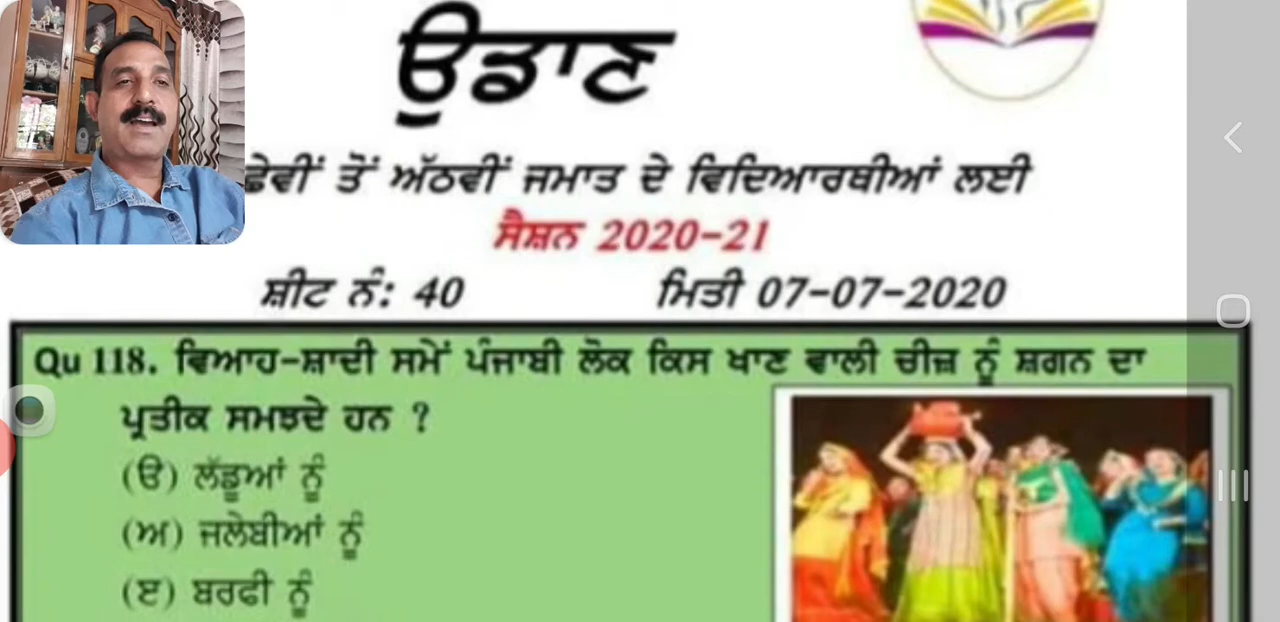 ਉਡਾਣ
ਛੇਵੀਂ ਤੋਂ ਅੱਠਵੀਂ ਜਮਾਤ ਦੇ ਵਿਦਿਆਰਥੀਆਂ ਲਈ
ਸੈਸ਼ਨ 2020-21
ਸ਼ੀਟ ਨੰ: 40 ਮਿਤੀ 07-07-2020
Qu 118. ਵਿਆਹ-ਸ਼ਾਦੀ ਸਮੇਂ ਪੰਜਾਬੀ ਲੋਕ ਕਿਸ ਖਾਣ ਵਾਲੀ ਚੀਜ਼ ਨੂੰ ਸ਼ਗਨ ਦਾ
ਪ੍ਰਤੀਕ ਸਮਝਦੇ ਹਨ ?
(ੳ) ਲੱਡੂਆਂ ਨੂੰ
(ਅ) ਜਲੇਬੀਆਂ ਨੂੰ
(ੲ) ਬਰਫੀ ਨੂੰ